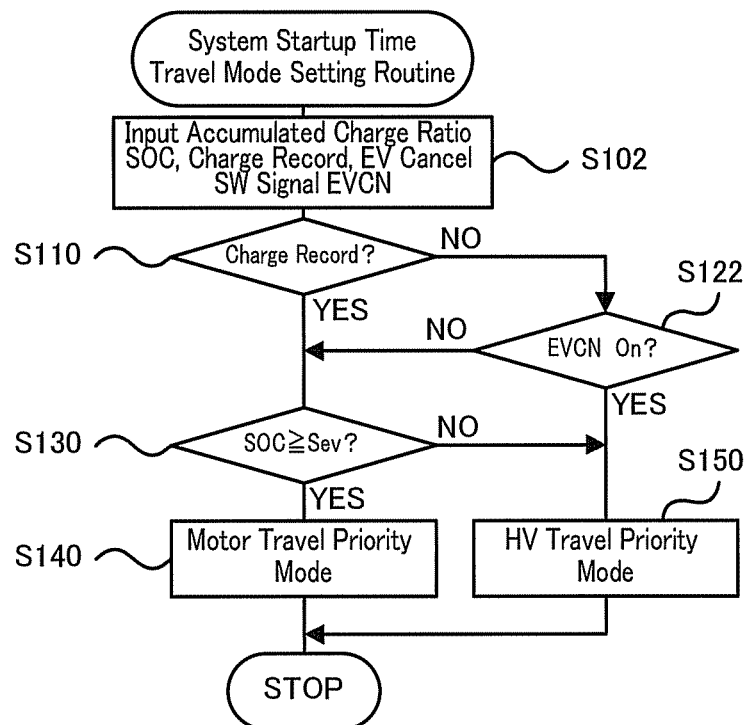 System Startup Time
Travel Mode Setting Routine
Input Accumulated Charge Ratio
SOC, Charge Record, EV Cancel
SW Signal EVCN
S102
S110
Charge Record?
NO
YES
S122
NO
EVCN On?
YES
S130
SOC≧Sev?
NO
YES
S150
S140
Motor Travel Priority
Mode
HV Travel Priority
Mode
STOP